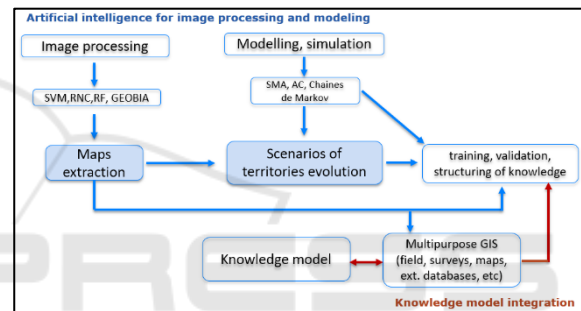 Artificial intelligence for image processing and modeling
Image processing
Modelling, simulation
SVM,RNC,RF, GEOBIA
SMA, AC, Chaines
de Markov
Maps
extraction
Scenarios of
territories evolution
training, validation,
structuring of knowledge
Knowledge model
Multipurpose GIS
(field, surveys, maps,
ext. databases, etc)
Knowledge model integration
PRESS